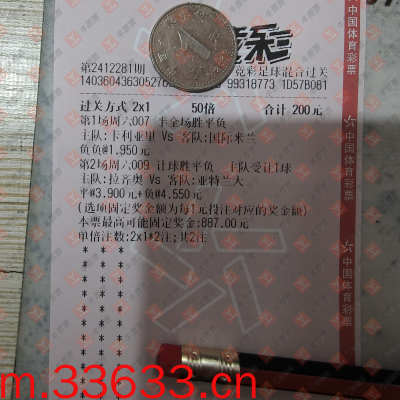 竞彩
第2412281期 竞彩足球混合过关
140360436305276 99318773 1D57B081
过关方式 2x1 50倍 合计 200元
第1场周六007 半全场胜平负
主队:卡利亚里 Vs 客队:国际米兰
负负@1.950元
第2场周六009 让球胜平负 主队受让1球
主队:拉齐奥 Vs 客队:亚特兰大
平@3.900元+负@4.550元
(选项固定奖金额为每1元投注对应的奖金额)
本票最高可能固定奖金:887.00元
单倍注数:2x1*2注;共2注
中国体育彩票
中国体育彩票
中国体育彩票
m.33633.cn